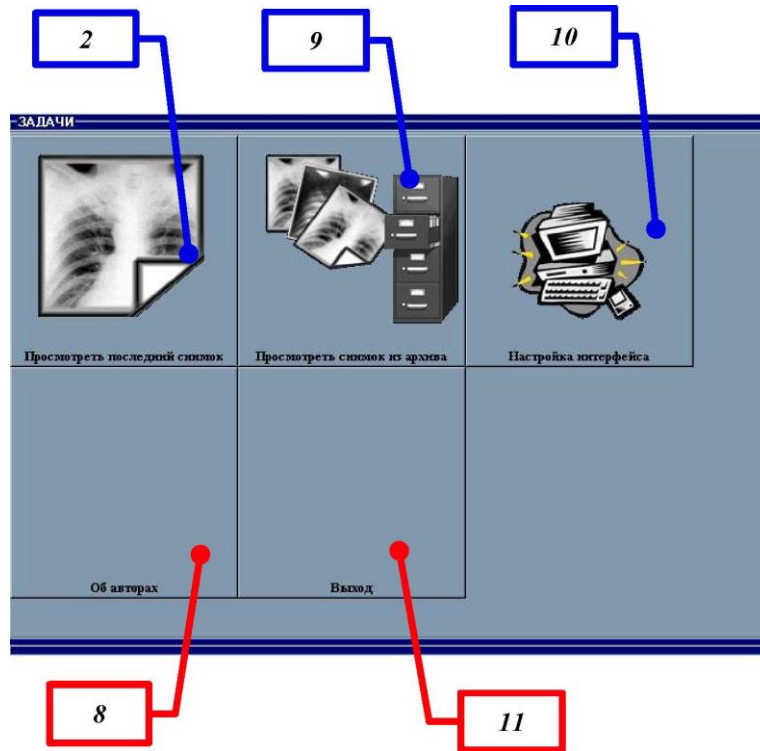 2
9
10
ЗАДАЧИ
Просмотреть последний снимок
Просмотреть снимок из архива
Настройка интерфейса
Об авторах
Выход
8
11